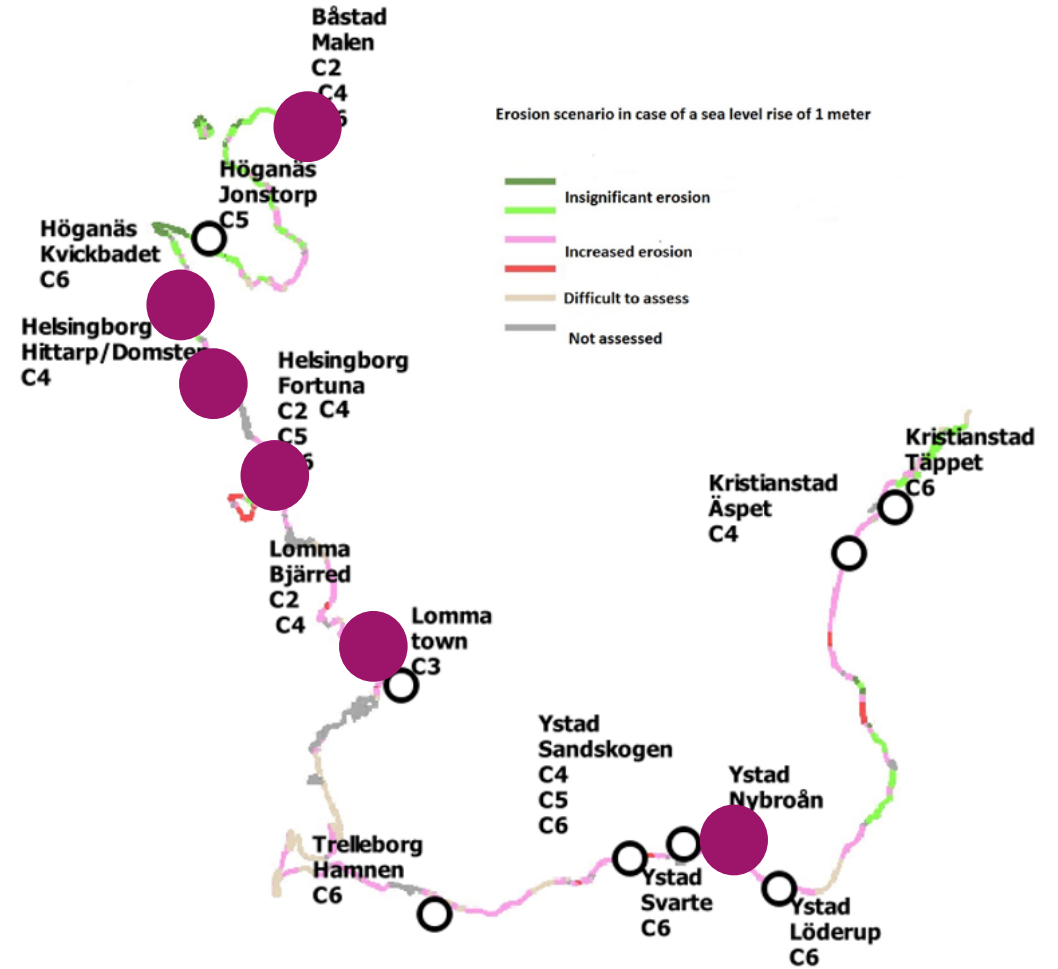 Båstad
Malen
C2
C4
6
Erosion scenario in case of a sea level rise of 1 meter
Insignificant erosion
Increased erosion
Difficult to assess
Not assessed
Höganäs
Jonstorp
C5
Höganäs
Kvickbadet
C6
Helsingborg
Hittarp/Domsten
C4
Helsingborg
Fortuna
C2 C4
C5
6
Lomma
Bjärred
C2
C4
Lomma
town
C3
Kristianstad
Täppet
C6
Kristianstad
Äspet
C4
Ystad
Sandskogen
C4
C5
C6
Ystad
Nybroån
Trelleborg
Hamnen
C6
Ystad
Svarte
C6
Ystad
Löderup
C6